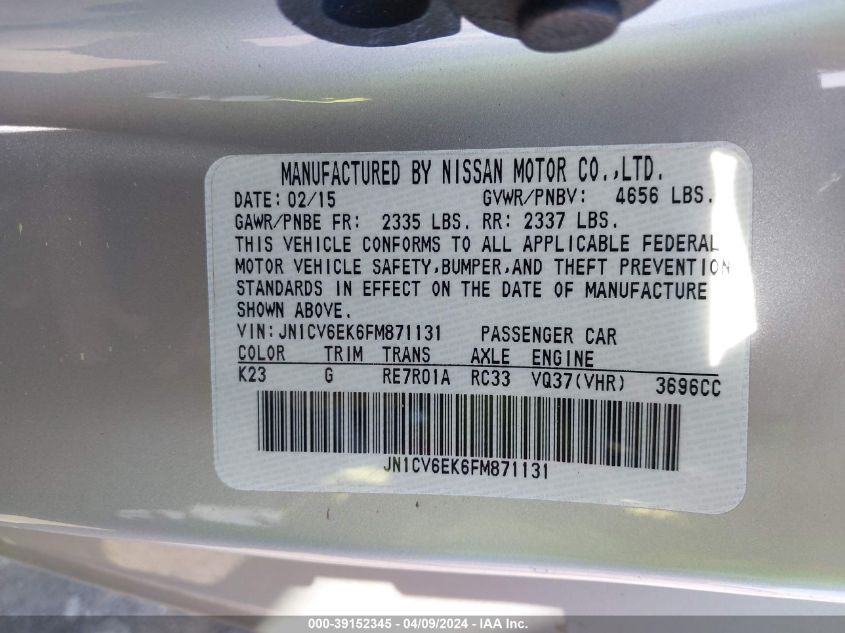 MANUFACTURED BY NISSAN MOTOR CO.,LTD.
DATE: 02/15 GVWR/PNBV: 4656 LBS.
GAWR/PNBE FR: 2335 LBS. RR: 2337 LBS.
THIS VEHICLE CONFORMS TO ALL APPLICABLE FEDERAL
MOTOR VEHICLE SAFETY,BUMPER,AND THEFT PREVENTION
STANDARDS IN EFFECT ON THE DATE OF MANUFACTURE
SHOWN ABOVE.
VIN: JN1CV6EK6FM871131 PASSENGER CAR
COLOR TRIM TRANS AXLE ENGINE
K23 G RE7R01A RC33 VQ37(VHR) 3696CC
JN1CV6EK6FM871131
000-39152345 - 04/09/2024 - IAA Inc.